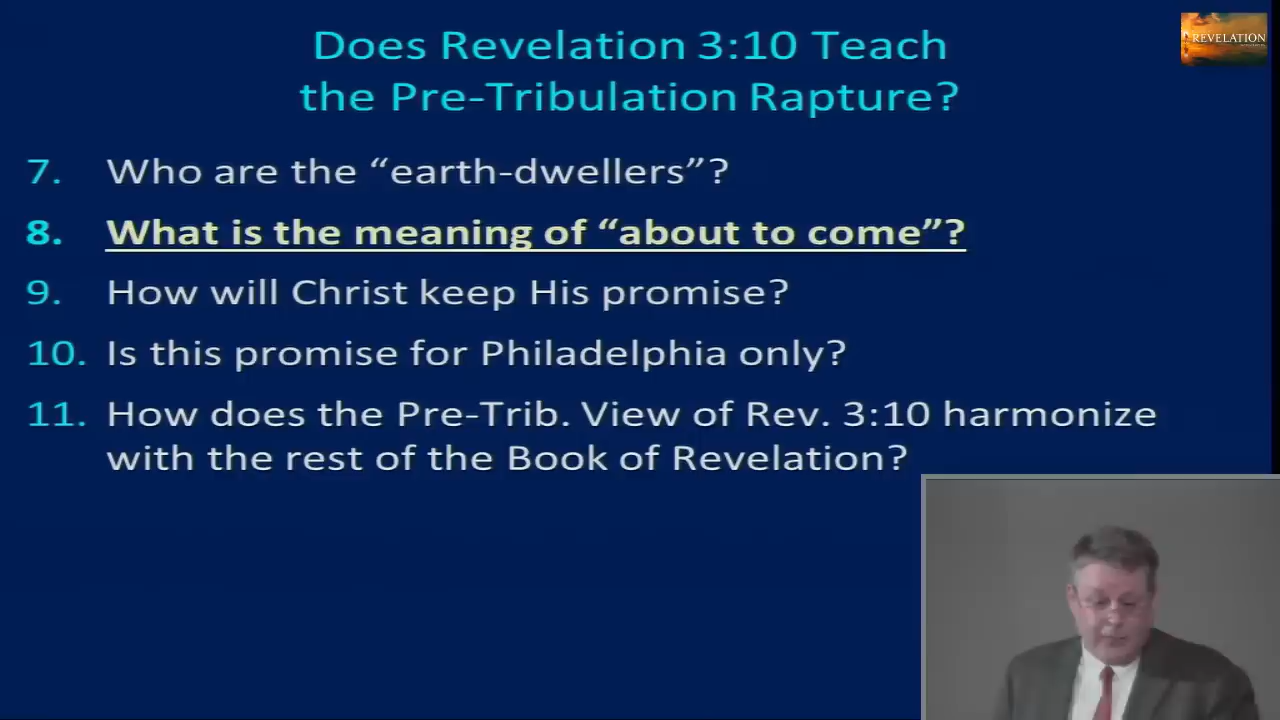 Does Revelation 3:10 Teach
the Pre-Tribulation Rapture?
REVELATION
7. Who are the “earth-dwellers”?
8. What is the meaning of “about to come”?
9. How will Christ keep His promise?
10. Is this promise for Philadelphia only?
11. How does the Pre-Trib. View of Rev. 3:10 harmonize
with the rest of the Book of Revelation?